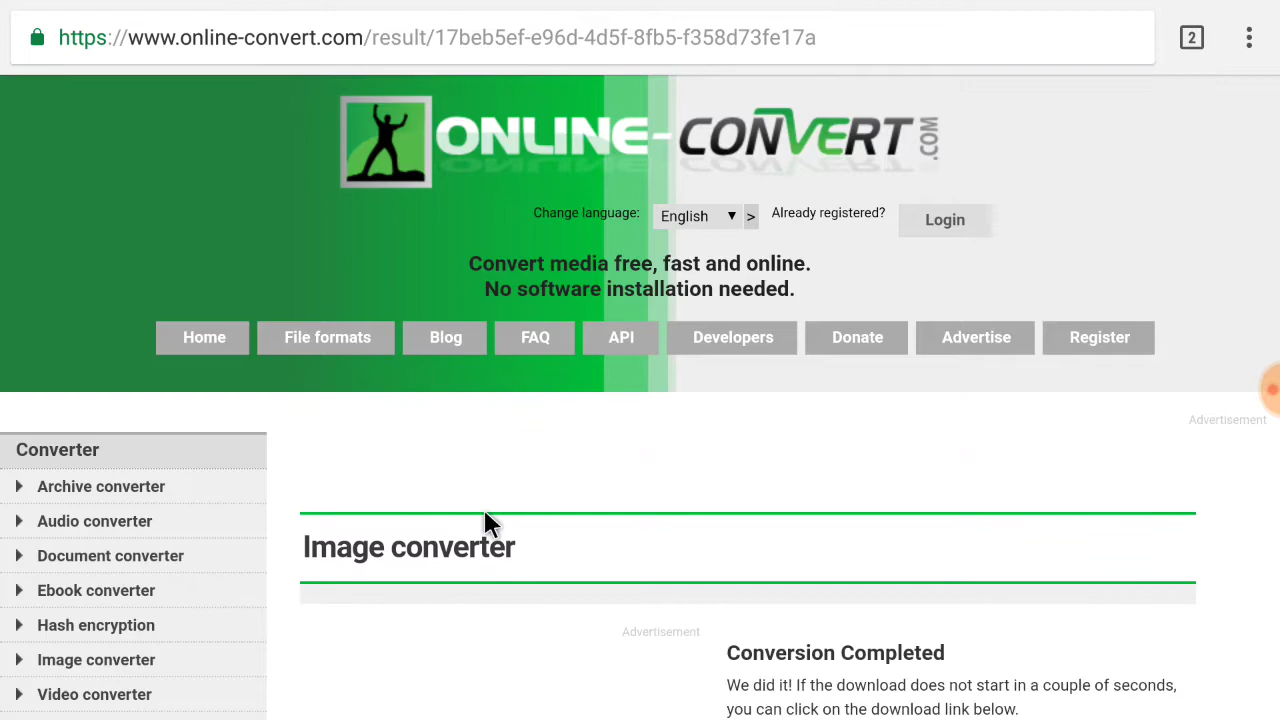 https://www.online-convert.com/result/17beb5ef-e96d-4d5f-8fb5-f358d73fe17a
2
ONLINE-CONVERT.COM
Change language: English > Already registered? Login
Convert media free, fast and online.
No software installation needed.
Home File formats Blog FAQ API Developers Donate Advertise Register
Advertisement
Converter
Archive converter
Audio converter
Document converter
Ebook converter
Hash encryption
Image converter
Video converter
Image converter
Advertisement
Conversion Completed
We did it! If the download does not start in a couple of seconds,
you can click on the download link below.